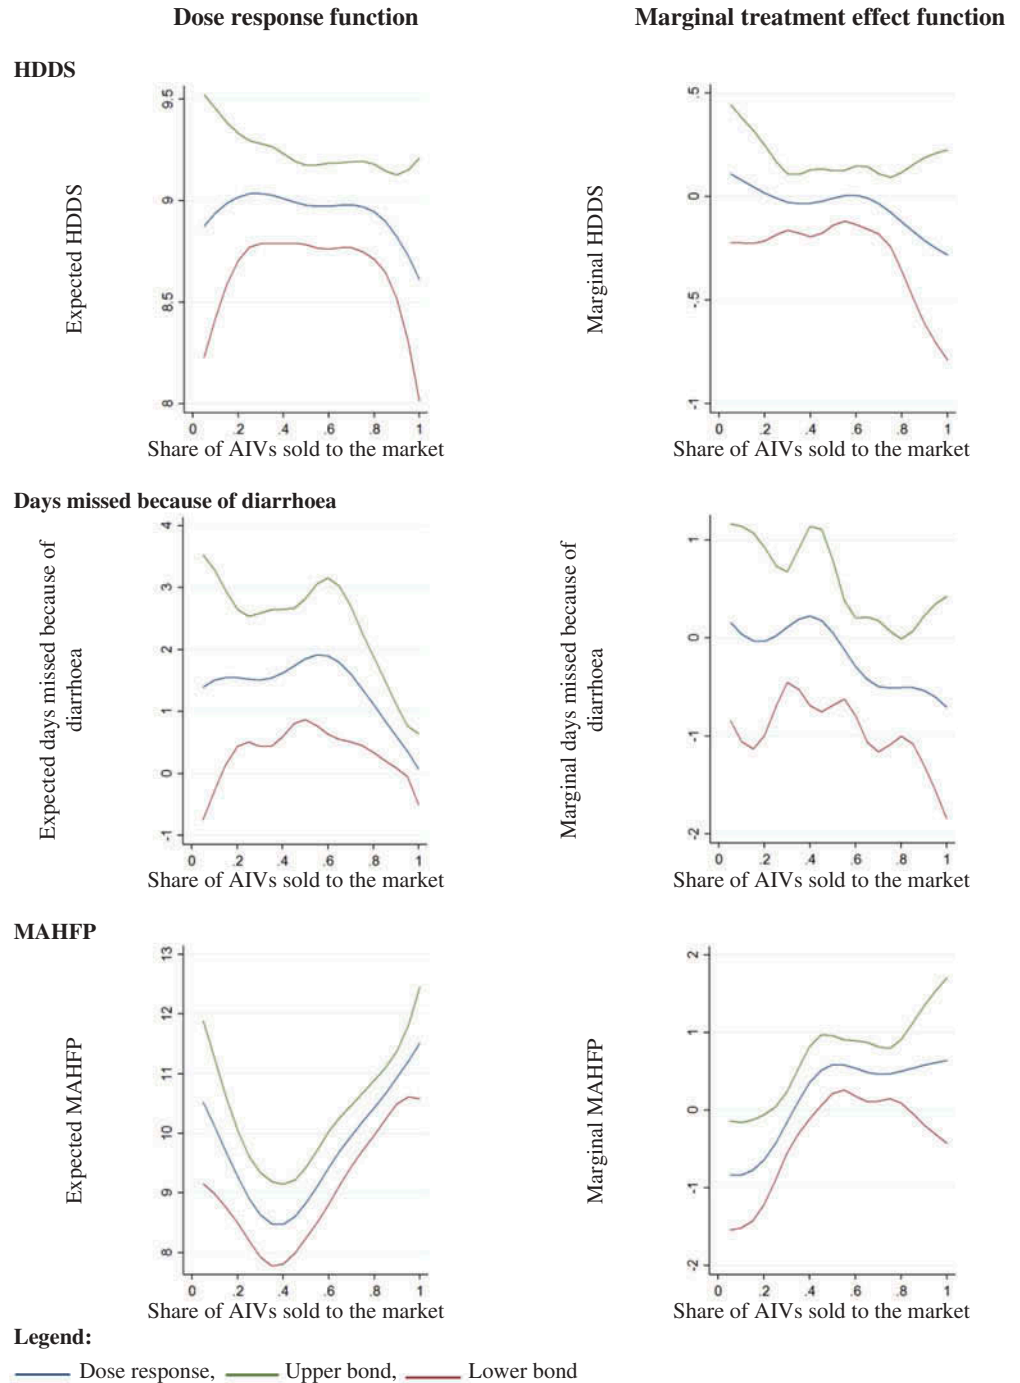 Dose response function
Marginal treatment effect function
HDDS
Expected HDDS
9.5
9
8.5
8
0 .2 .4 .6 .8 1
Share of AIVs sold to the market
Marginal HDDS
.5
0
-.5
-1
0 .2 .4 .6 .8 1
Share of AIVs sold to the market
Days missed because of diarrhoea
Expected days missed because of
diarrhoea
4
3
2
1
0
-1
0 .2 .4 .6 .8 1
Share of AIVs sold to the market
Marginal days missed because of
diarrhoea
1
0
-1
-2
0 .2 .4 .6 .8 1
Share of AIVs sold to the market
MAHFP
Expected MAHFP
13
12
11
10
9
8
0 .2 .4 .6 .8 1
Share of AIVs sold to the market
Marginal MAHFP
2
1
0
-1
-2
0 .2 .4 .6 .8 1
Share of AIVs sold to the market
Legend:
Dose response, Upper bond, Lower bond